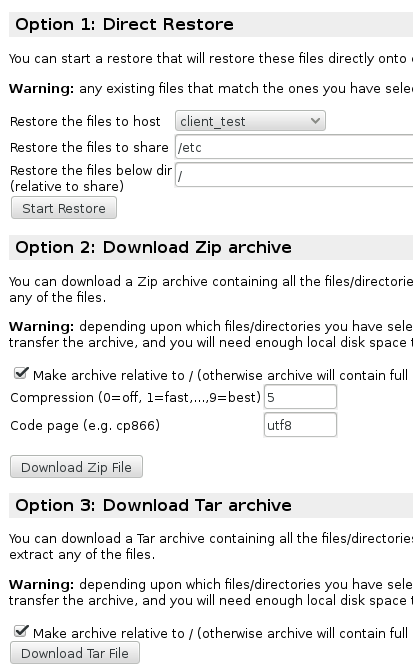 Option 1: Direct Restore
You can start a restore that will restore these files directly onto
Warning: any existing files that match the ones you have selec
Restore the files to host client_test
Restore the files to share /etc
Restore the files below dir /
(relative to share)
Start Restore
Option 2: Download Zip archive
You can download a Zip archive containing all the files/directorie
any of the files.
Warning: depending upon which files/directories you have sele
transfer the archive, and you will need enough local disk space t
Make archive relative to / (otherwise archive will contain full
Compression (0=off, 1=fast,...,9=best) 5
Code page (e.g. cp866) utf8
Download Zip File
Option 3: Download Tar archive
You can download a Tar archive containing all the files/directories
extract any of the files.
Warning: depending upon which files/directories you have sele
transfer the archive, and you will need enough local disk space t
Make archive relative to / (otherwise archive will contain full
Download Tar File